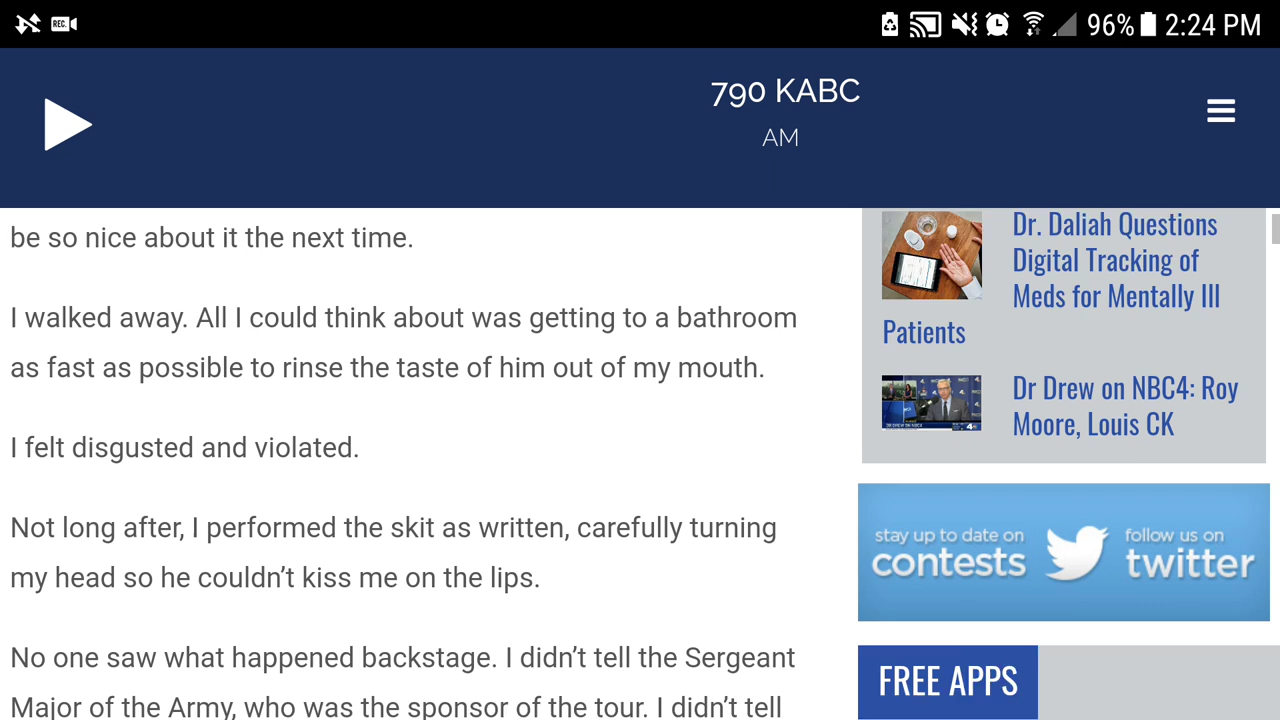 REC.
96% 2:24 PM
790 KABC
AM
be so nice about it the next time.
I walked away. All I could think about was getting to a bathroom
as fast as possible to rinse the taste of him out of my mouth.
I felt disgusted and violated.
Not long after, I performed the skit as written, carefully turning
my head so he couldn’t kiss me on the lips.
No one saw what happened backstage. I didn’t tell the Sergeant
Major of the Army, who was the sponsor of the tour. I didn’t tell
Dr. Daliah Questions
Digital Tracking of
Meds for Mentally Ill
Patients
Dr Drew on NBC4: Roy
Moore, Louis CK
stay up to date on
contests
follow us on
twitter
FREE APPS